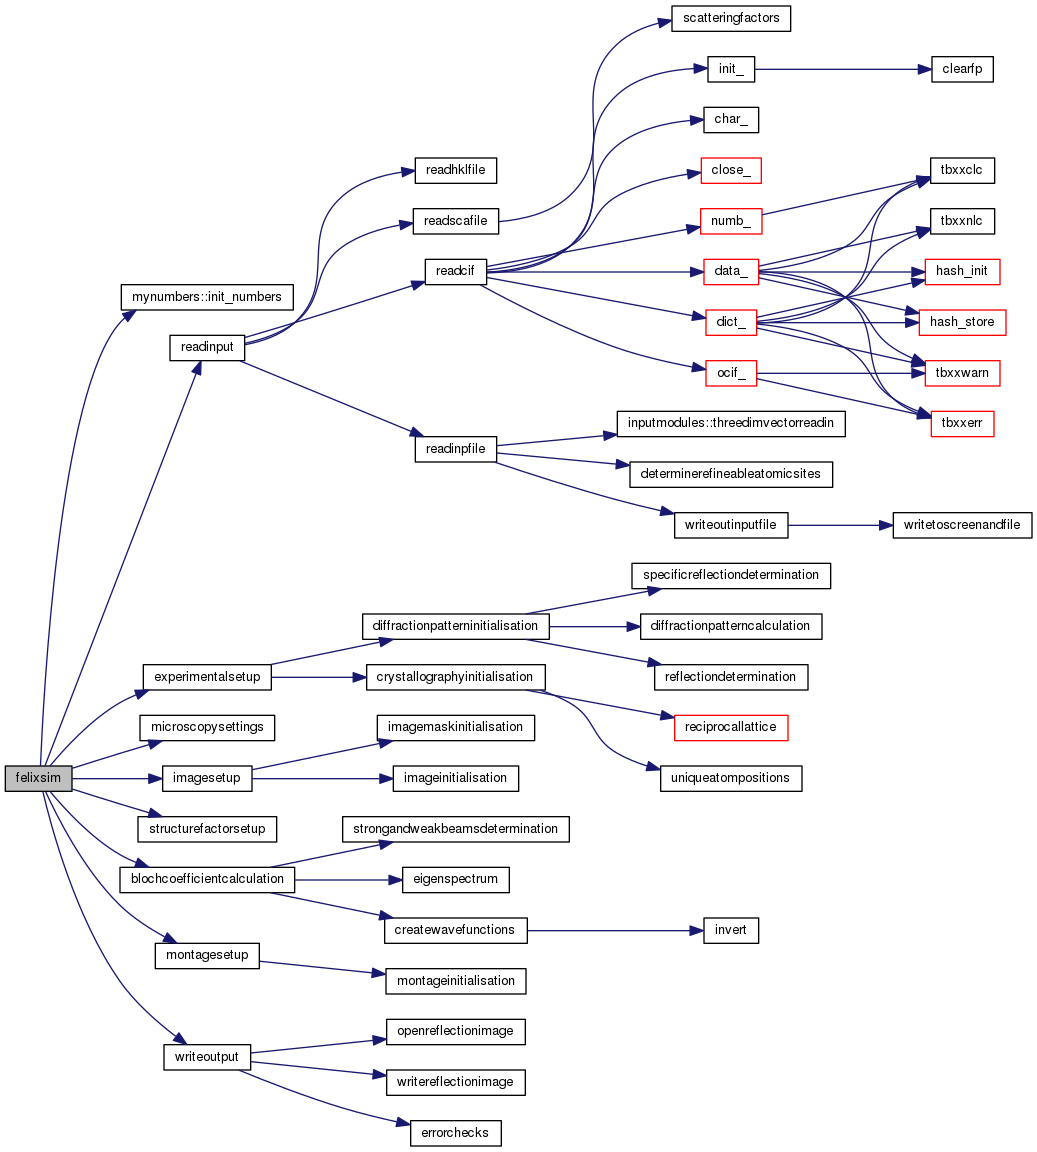 scatteringfactors
init_
clearfp
char_
readhklfile
close_
tbxxclc
readscafile
numb_
tbxxnlc
readcif
data_
hash_init
mynumbers::init_numbers
dict_
hash_store
readinput
ocif_
tbxxwarn
inputmodules::threedimvectorreadin
tbxxerr
readinpfile
determinerefineableatomicsites
writeoutinputfile
writetoscreenandfile
specificreflectiondetermination
diffractionpatterninitialisation
diffractionpatterncalculation
experimentalsetup
crystallographyinitialisation
reflectiondetermination
microscopysettings
imagemaskinitialisation
reciprocallattice
felixsim
imagesetup
imageinitialisation
uniqueatompositions
structurefactorsetup
strongandweakbeamsdetermination
blochcoefficientcalculation
eigenspectrum
createwavefunctions
invert
montagesetup
montageinitialisation
openreflectionimage
writeoutput
writereflectionimage
errorchecks